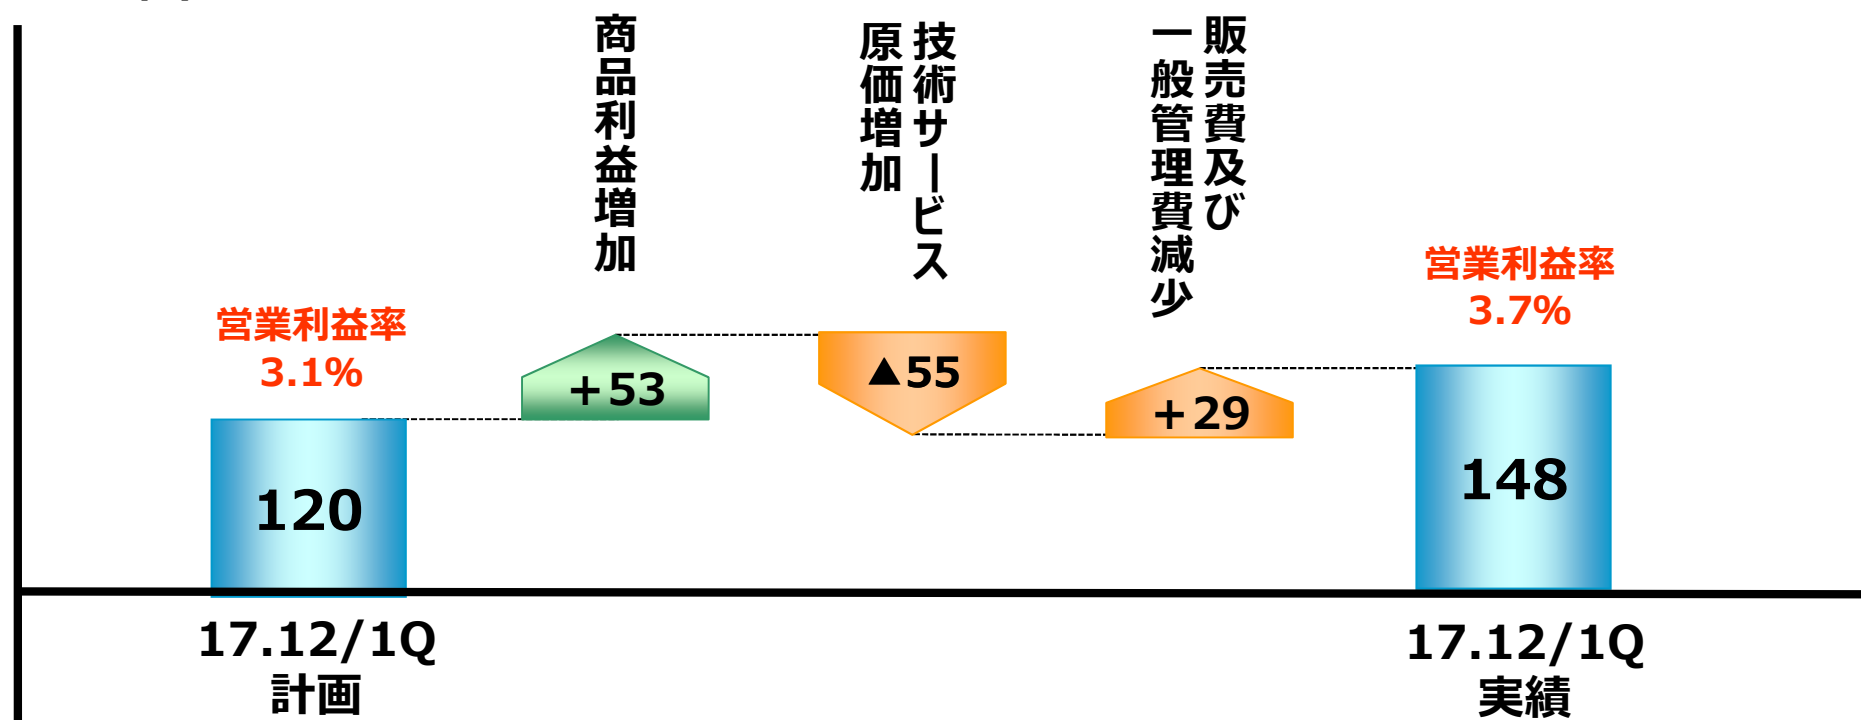 商品利益増加
技術サービス
原価増加
販売費及び
一般管理費減少
営業利益率
3.1%
営業利益率
3.7%
+53
▲55
+29
120
148
17.12/1Q
計画
17.12/1Q
実績